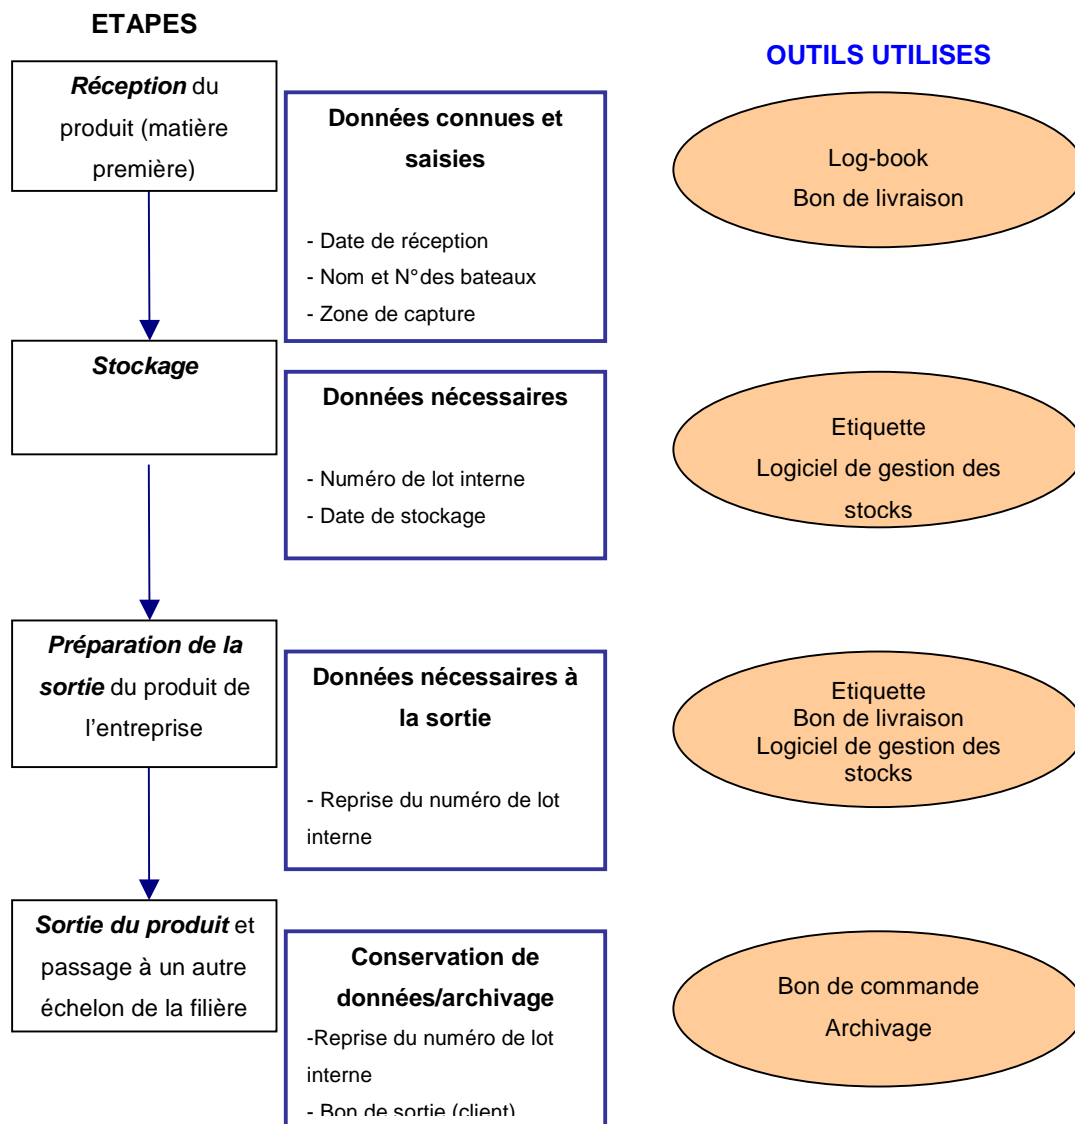 ETAPES
OUTILS UTILISES
Réception du
produit (matière
première)
Données connues et
saisies
- Date de réception
- Nom et N°des bateaux
- Zone de capture
Log-book
Bon de livraison
Stockage
Données nécessaires
- Numéro de lot interne
- Date de stockage
Etiquette
Logiciel de gestion des
stocks
Préparation de la
sortie du produit de
l'entreprise
Données nécessaires à
la sortie
- Reprise du numéro de lot
interne
Etiquette
Bon de livraison
Logiciel de gestion des
stocks
Sortie du produit et
passage à un autre
échelon de la filière
Conservation de
données/archivage
-Reprise du numéro de lot
interne
- Bon de sortie (client)
Bon de commande
Archivage